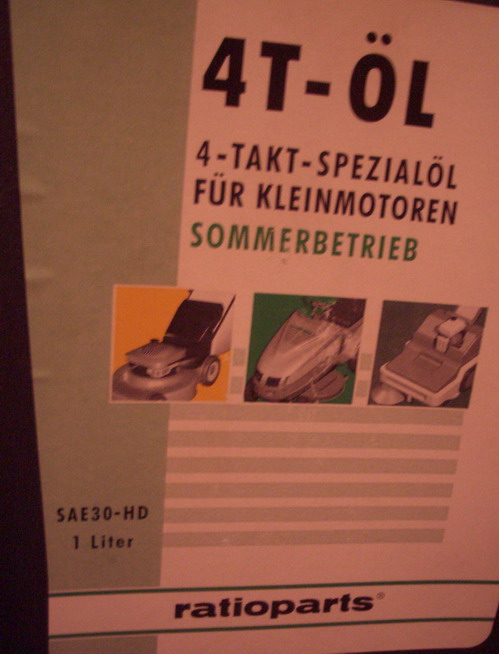 4T-ÖL
4-TAKT-SPEZIALÖL
FÜR KLEINMOTOREN
SOMMERBETRIEB
SAE30-HD
1 Liter
ratioparts®